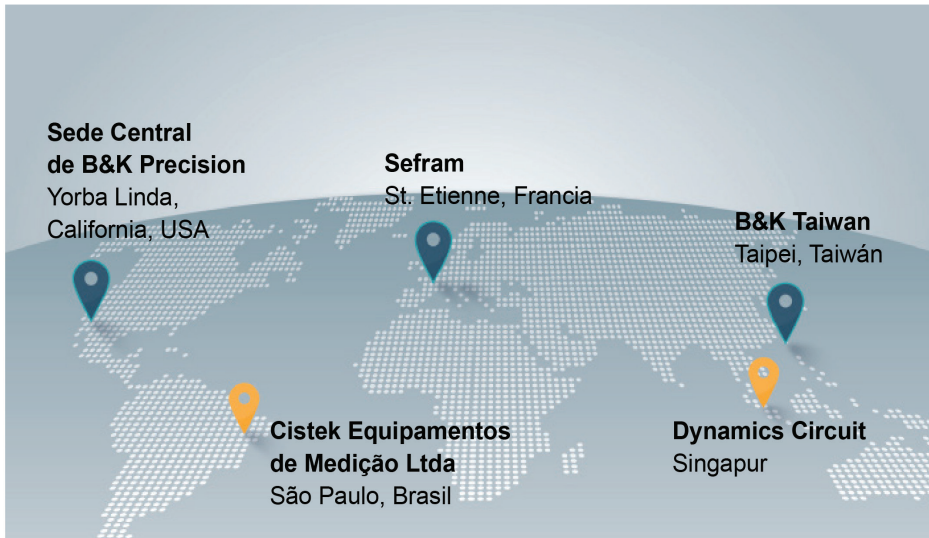 Sede Central
de B&K Precision
Yorba Linda,
California, USA
Sefram
St. Etienne, Francia
B&K Taiwan
Taipei, Taiwán
Cistek Equipamentos
de Medição Ltda
São Paulo, Brasil
Dynamics Circuit
Singapur